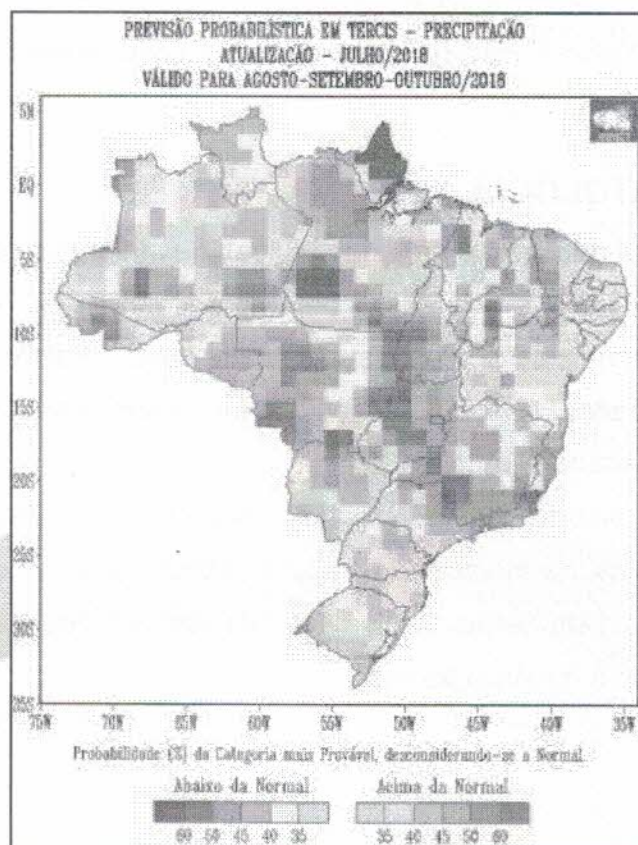 PREVISÃO PROBABILÍSTICA EM TERCIS - PRECIPITAÇÃO
ATUALIZAÇÃO - JULHO/2018
VÁLIDO PARA AGOSTO-SETEMBRO-OUTUBRO/2018
5N
EQ
5S
10S
15S
20S
25S
30S
35S
75W 70W 65W 60W 55W 50W 45W 40W 35W
Probabilidade (%) da Categoria mais Provável, desconsiderando-se a Normal
Abaixo da Normal Acima da Normal
60 50 45 40 35 35 40 45 50 60